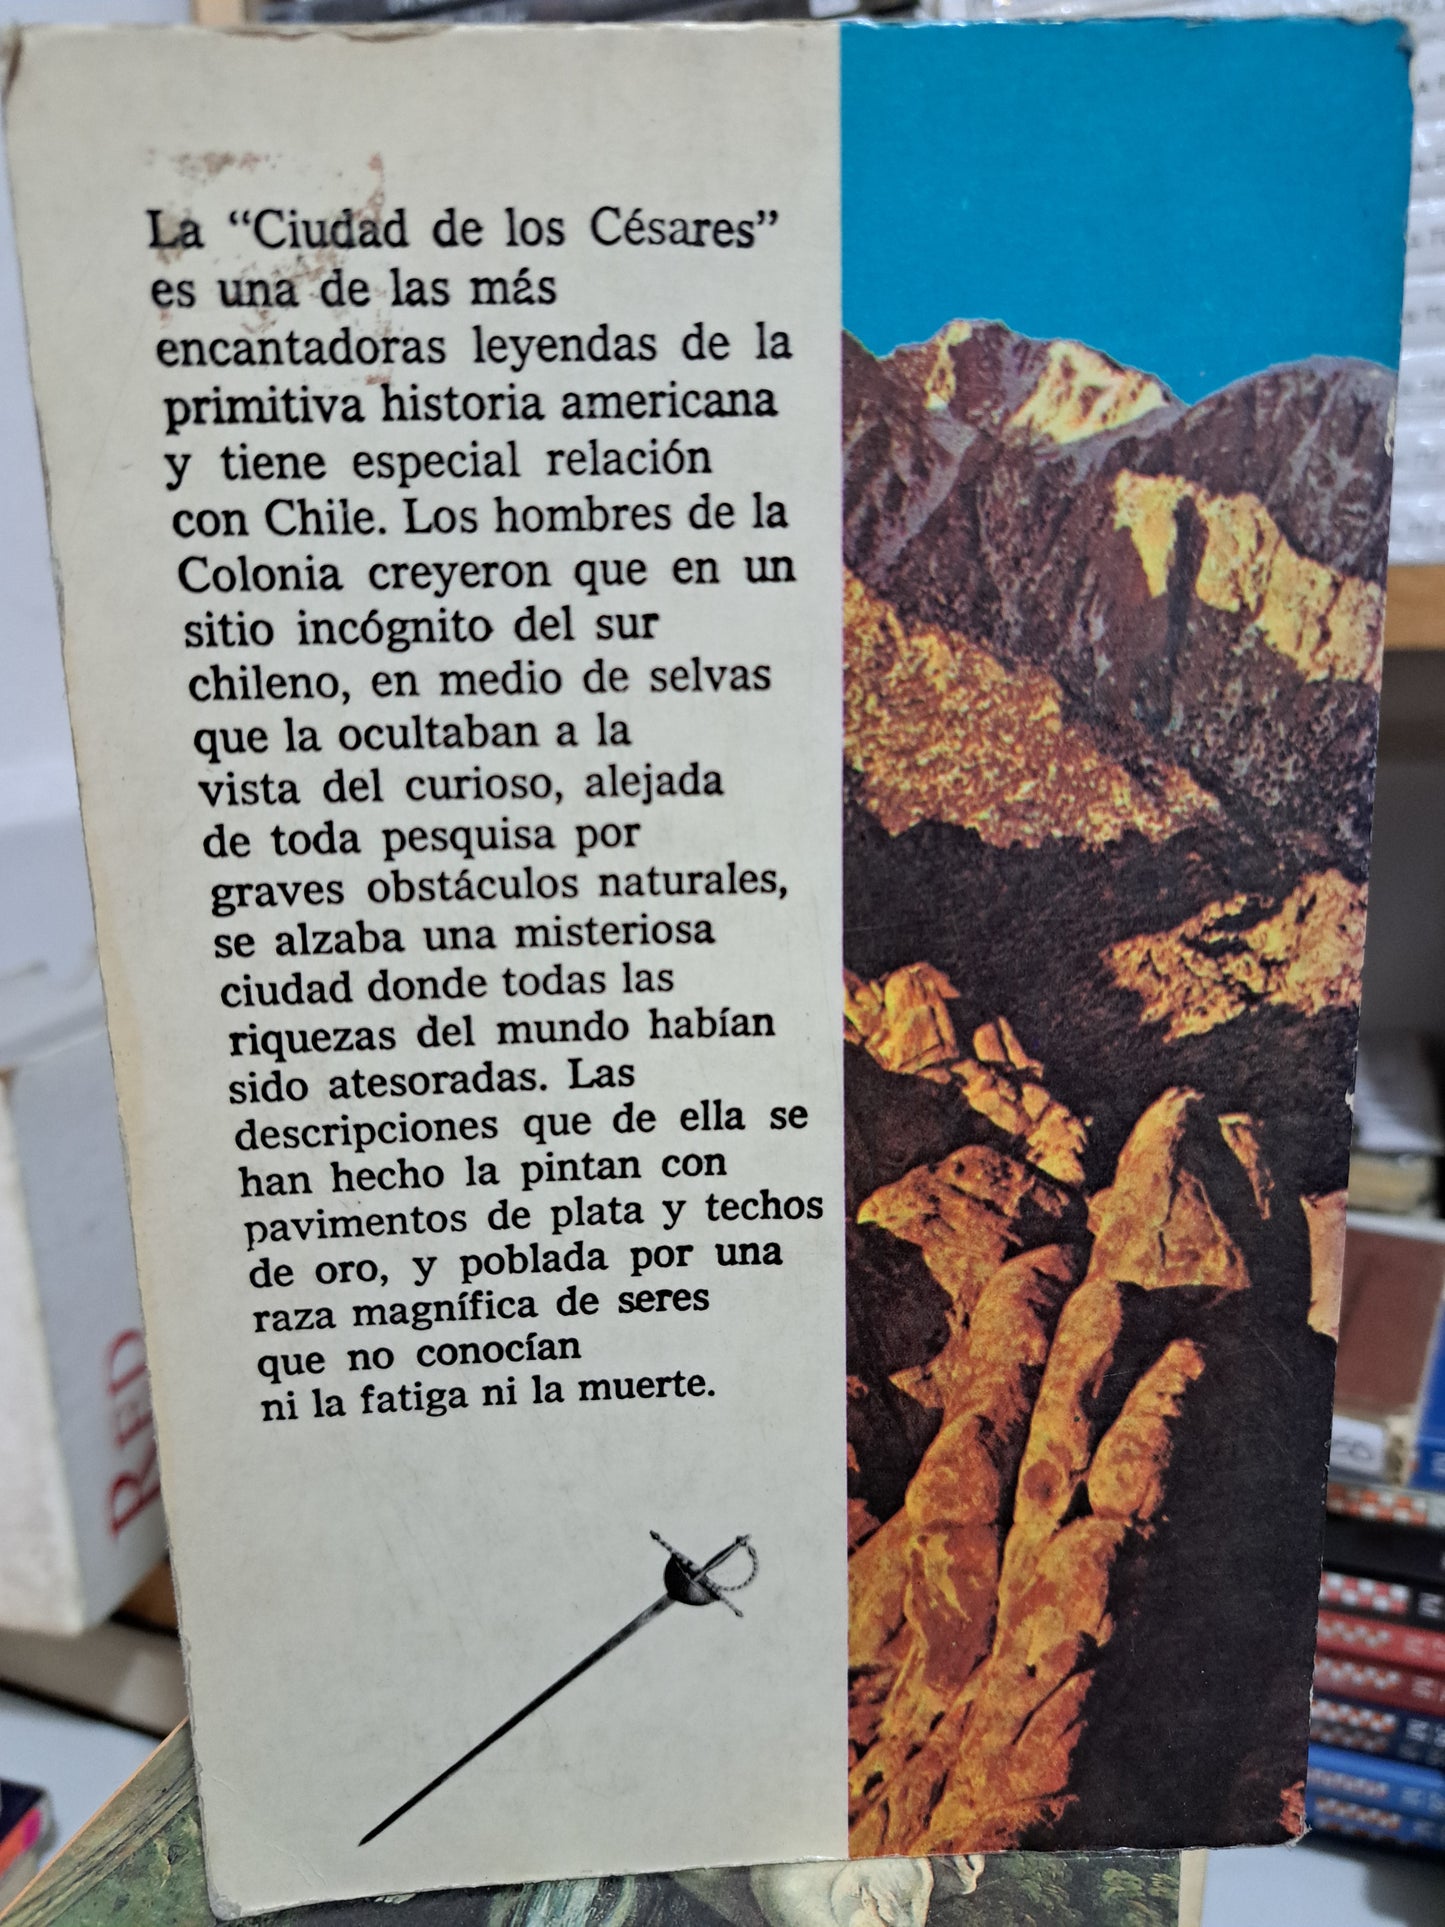 La “Ciudad de los Césares”
es una de las más
encantadoras leyendas de la
primitiva historia americana
y tiene especial relación
con Chile. Los hombres de la
Colonia creyeron que en un
sitio incógnito del sur
chileno, en medio de selvas
que la ocultaban a la
vista del curioso, alejada
de toda pesquisa por
graves obstáculos naturales,
se alzaba una misteriosa
ciudad donde todas las
riquezas del mundo habían
sido atesoradas. Las
descripciones que de ella se
han hecho la pintan con
pavimentos de plata y techos
de oro, y poblada por una
raza magnífica de seres
que no conocían
ni la fatiga ni la muerte.
RED